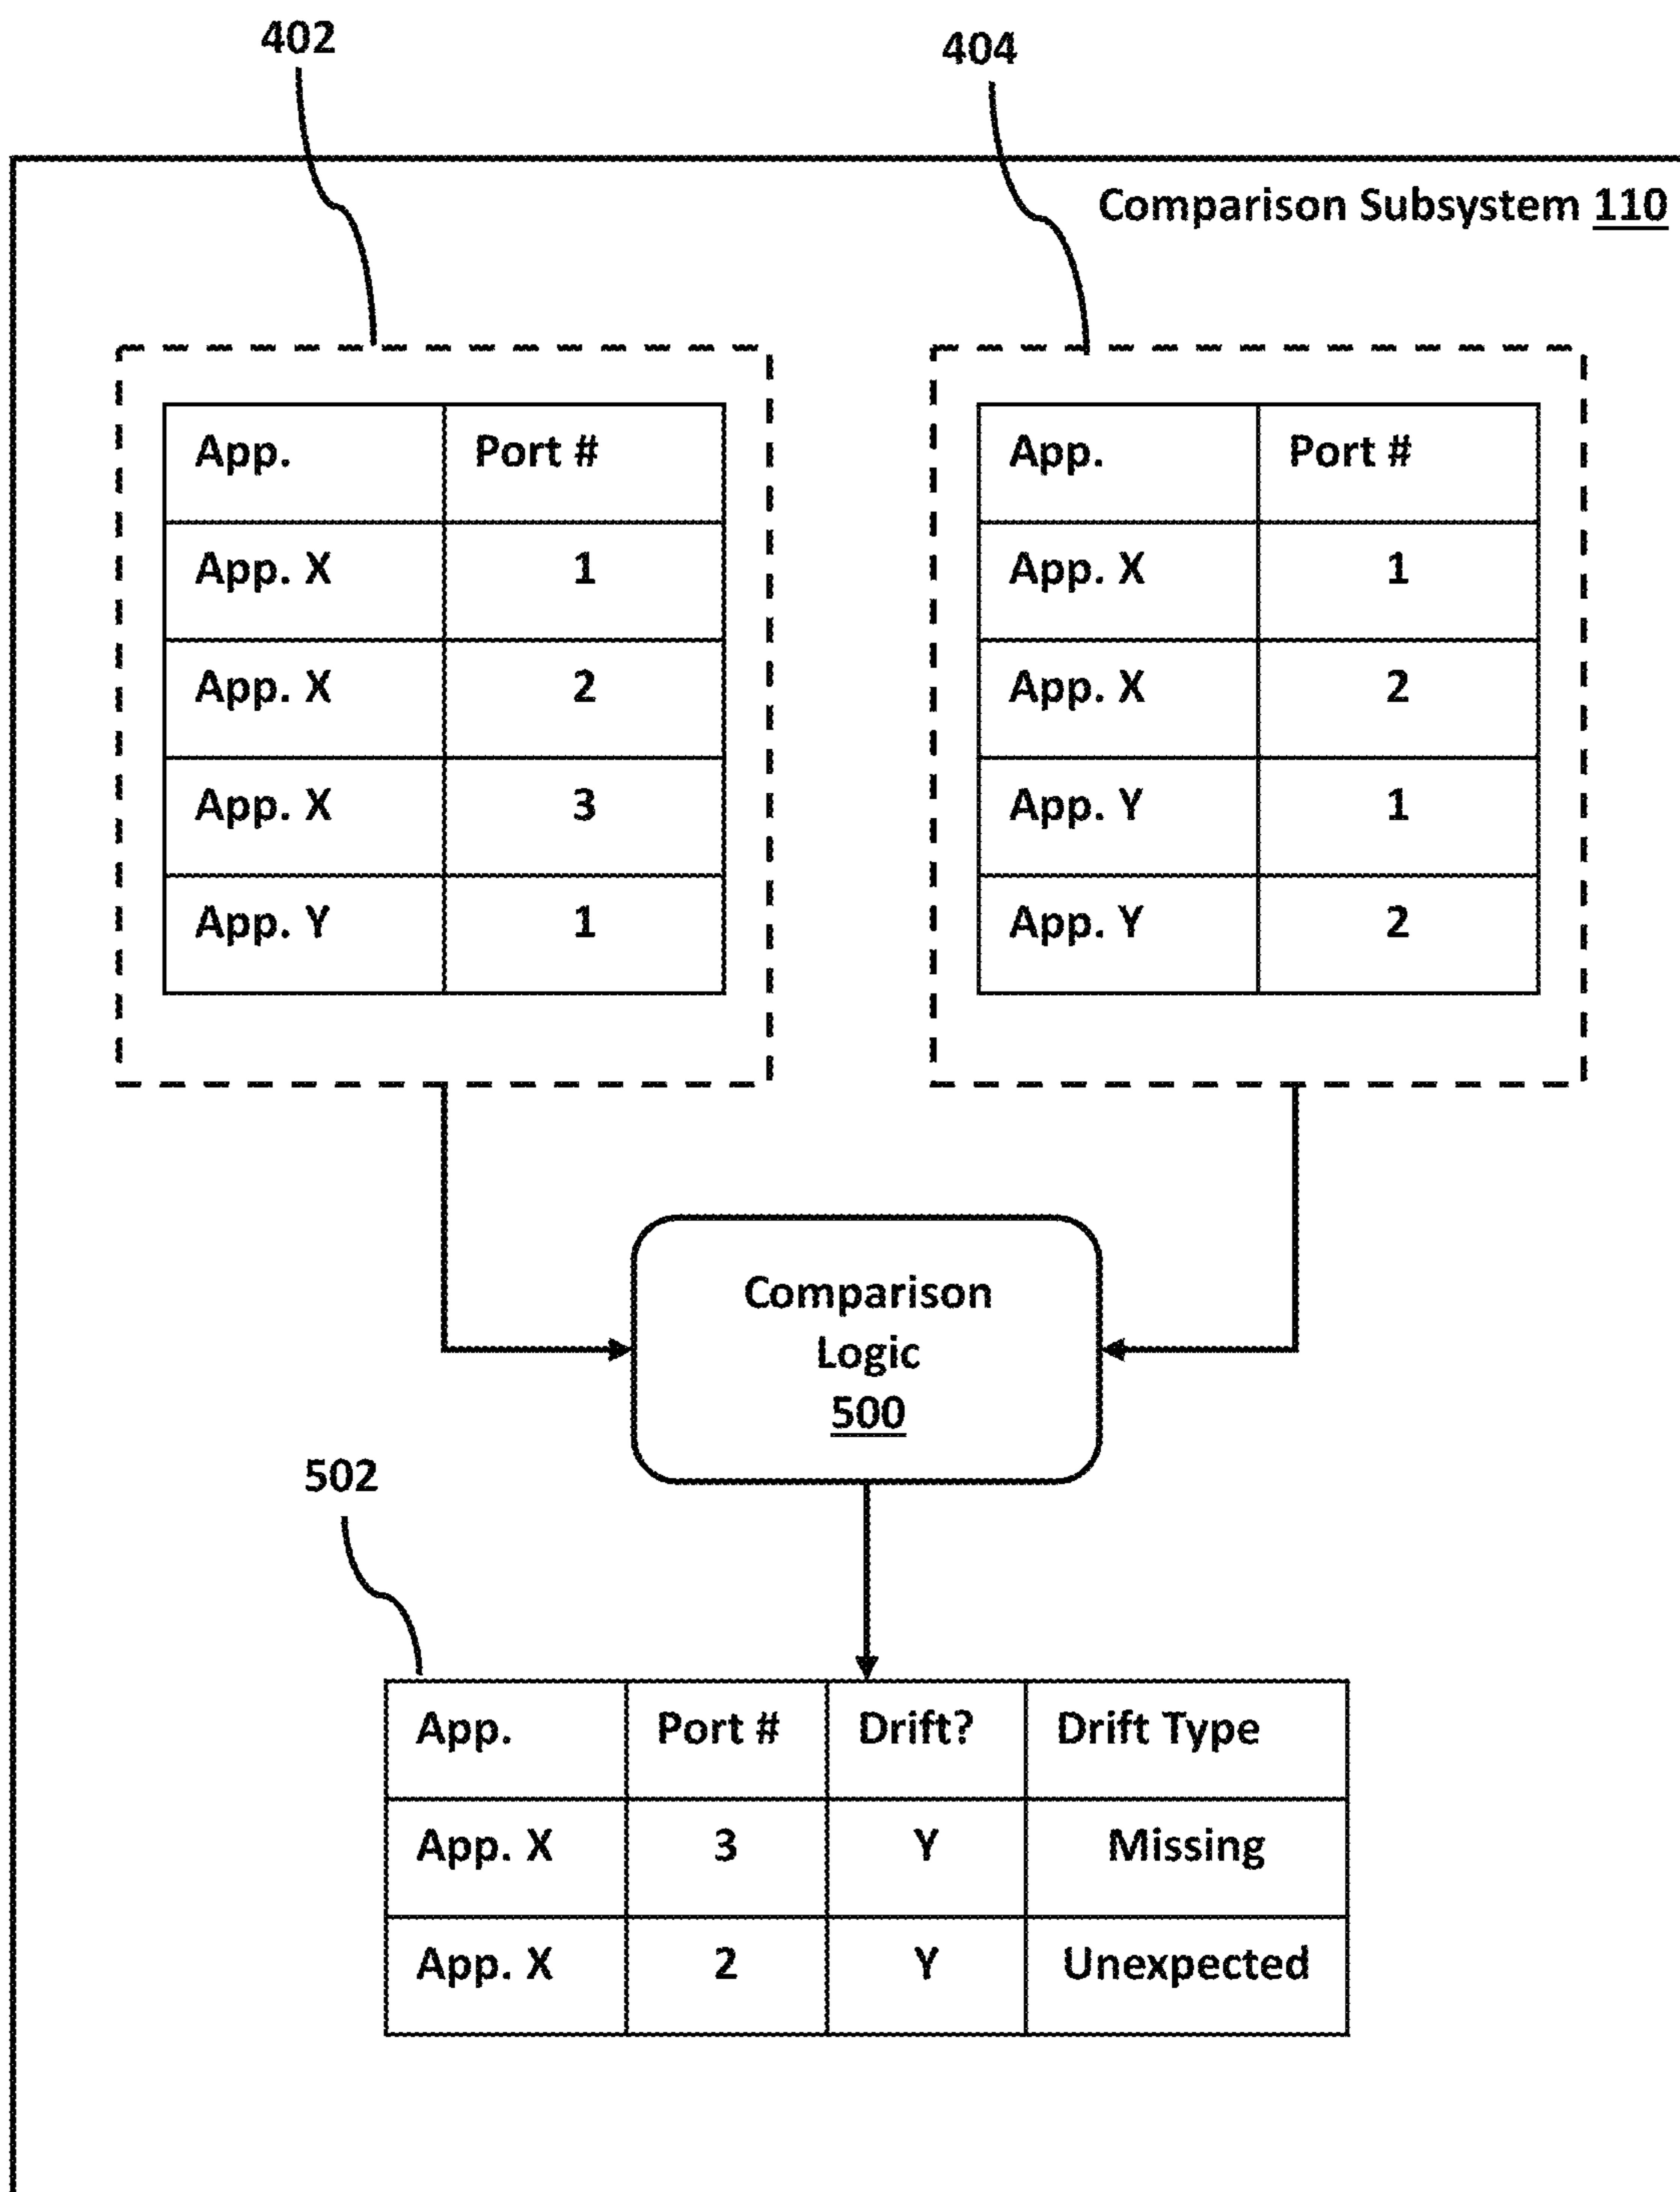 402
404
Comparison Subsystem 110
App. Port #
App. X 1
App. X 2
App. X 3
App. Y 1
App. Port #
App. X 1
App. X 2
App. Y 1
App. Y 2
Comparison
Logic
500
502
App. Port # Drift? Drift Type
App. X 3 Y Missing
App. X 2 Y Unexpected